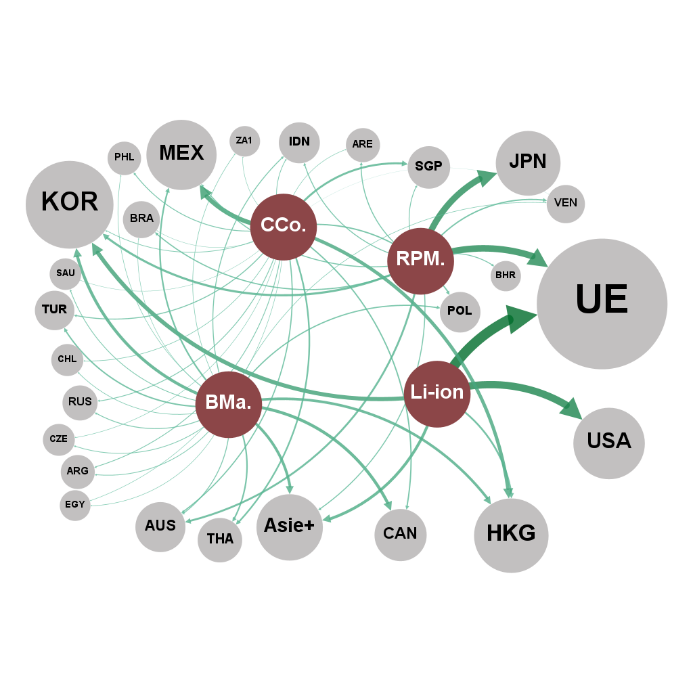 ZA1
IDN
ARE
PHL
MEX
SGP
JPN
KOR
BRA
CCo.
VEN
RPM.
SAU
BHR
UE
TUR
POL
CHL
Li-ion
RUS
BMa.
CZE
USA
ARG
EGY
AUS
THA
Asie+
CAN
HKG